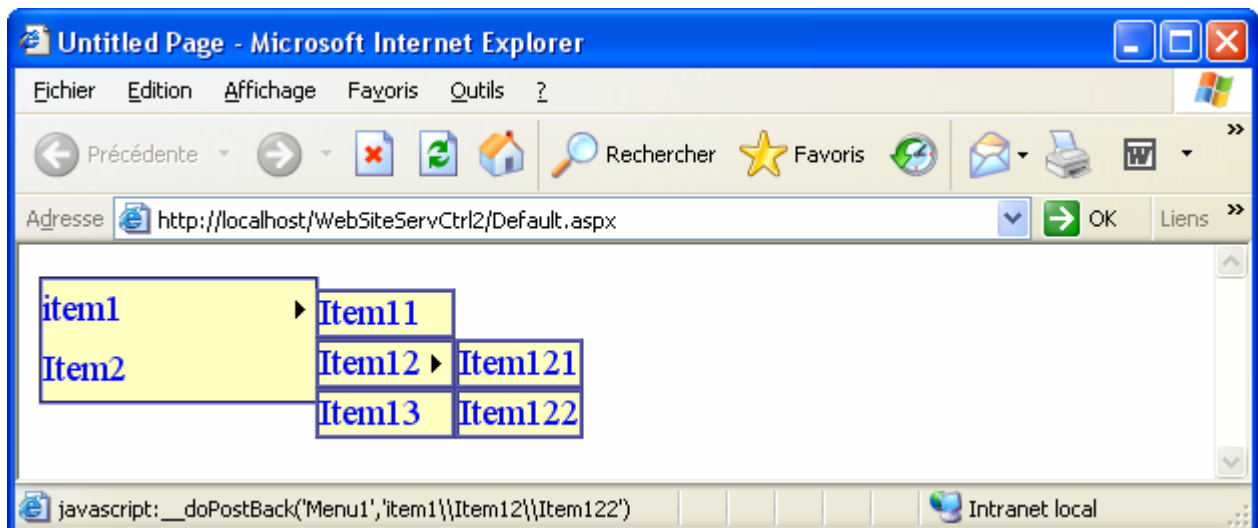 Untitled Page - Microsoft Internet Explorer
Fichier Edition Affichage Favoris Outils ?
Précédente Rechercher Favoris W »
Adresse http://localhost/WebSiteServCtrl2/Default.aspx OK Liens »
item1 Item11
Item2 Item12 Item121
Item13 Item122
javascript:__doPostBack('Menu1','item1\\Item12\\Item122') Intranet local